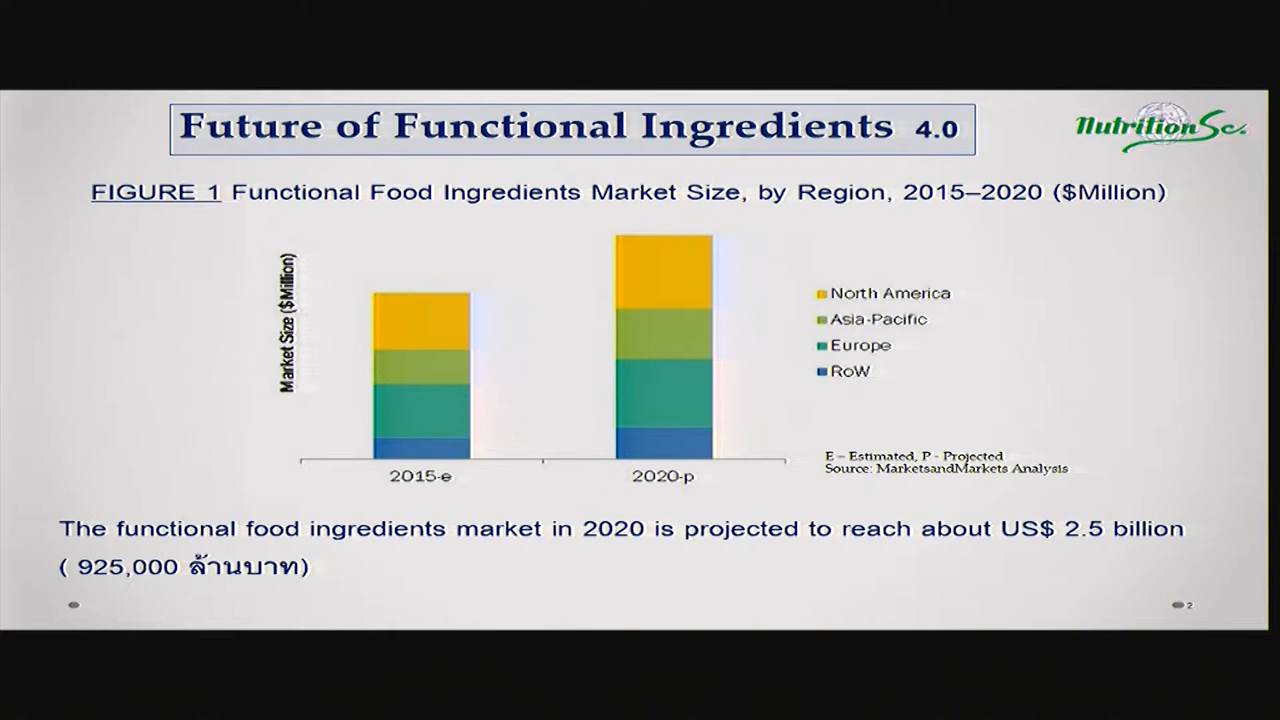 Future of Functional Ingredients 4.0
NutritionSc.
FIGURE 1 Functional Food Ingredients Market Size, by Region, 2015–2020 ($Million)
Market Size ($Million)
North America
Asia-Pacific
Europe
RoW
2015-e
2020-p
E – Estimated, P - Projected
Source: MarketsandMarkets Analysis
The functional food ingredients market in 2020 is projected to reach about US$ 2.5 billion
( 925,000 ล้านบาท)
2